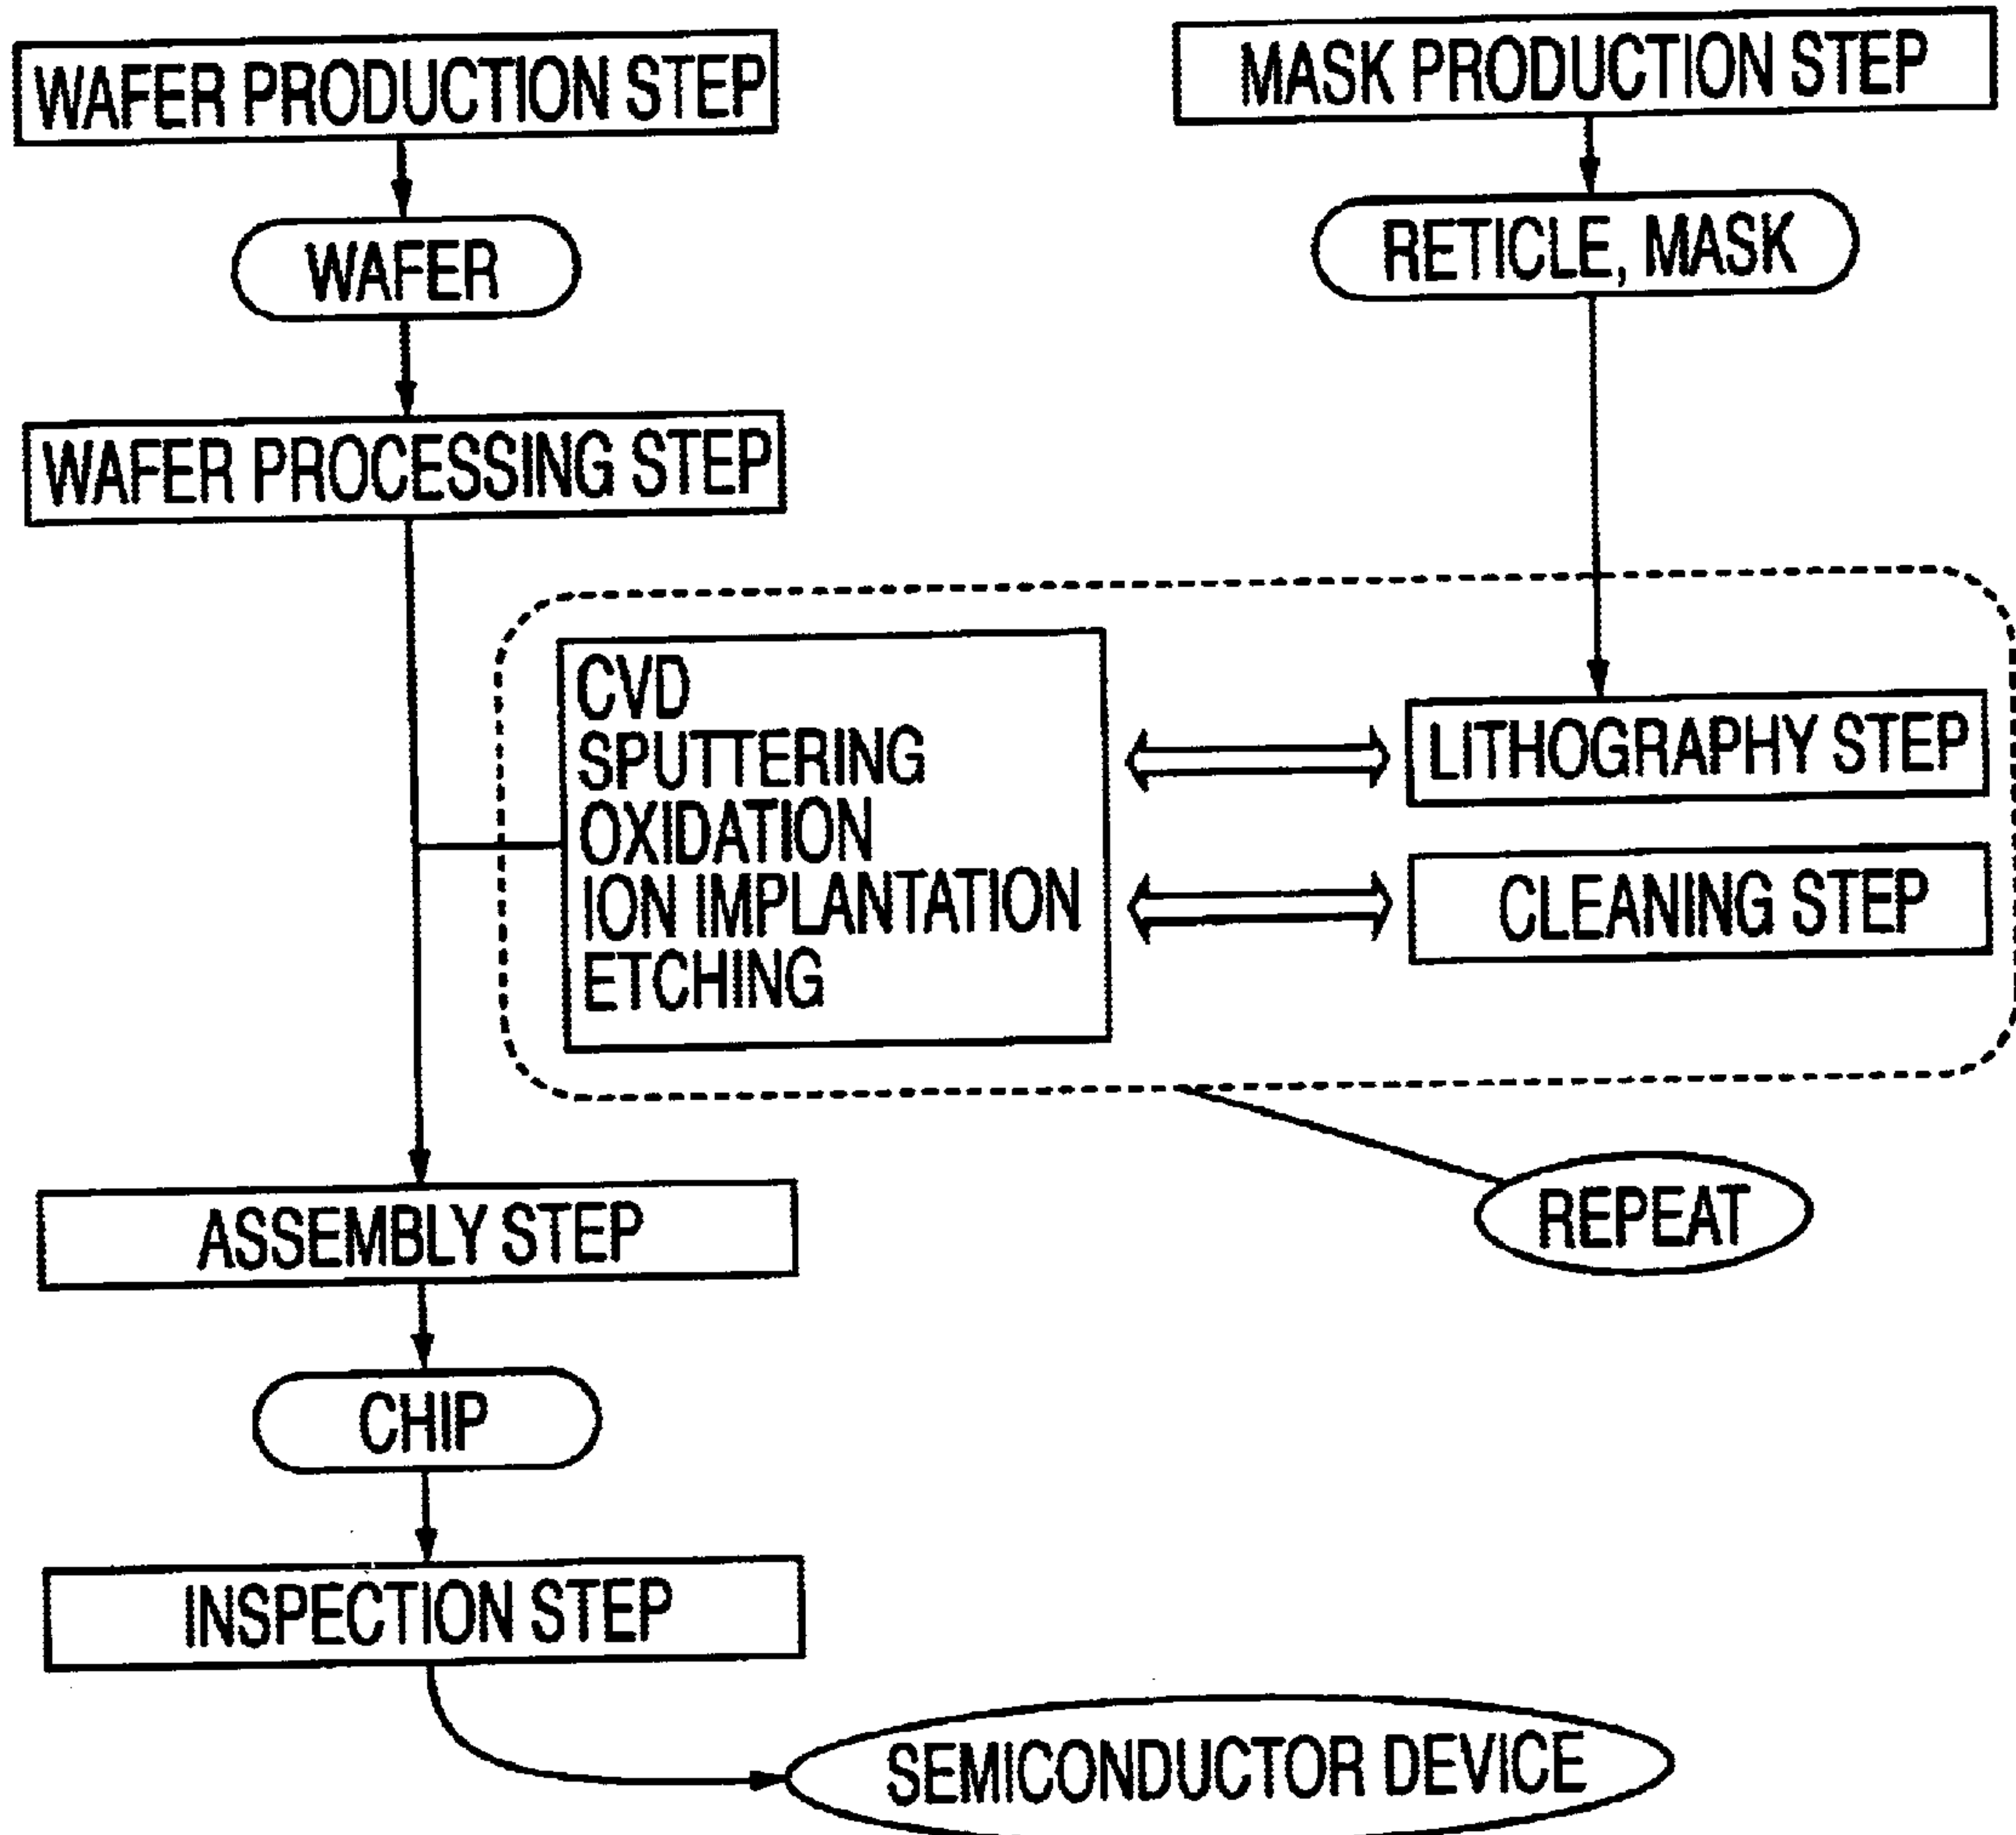 WAFER PRODUCTION STEP
MASK PRODUCTION STEP
WAFER
RETICLE, MASK
WAFER PROCESSING STEP
CVD
SPUTTERING
OXIDATION
ION IMPLANTATION
ETCHING
LITHOGRAPHY STEP
CLEANING STEP
REPEAT
ASSEMBLY STEP
CHIP
INSPECTION STEP
SEMICONDUCTOR DEVICE